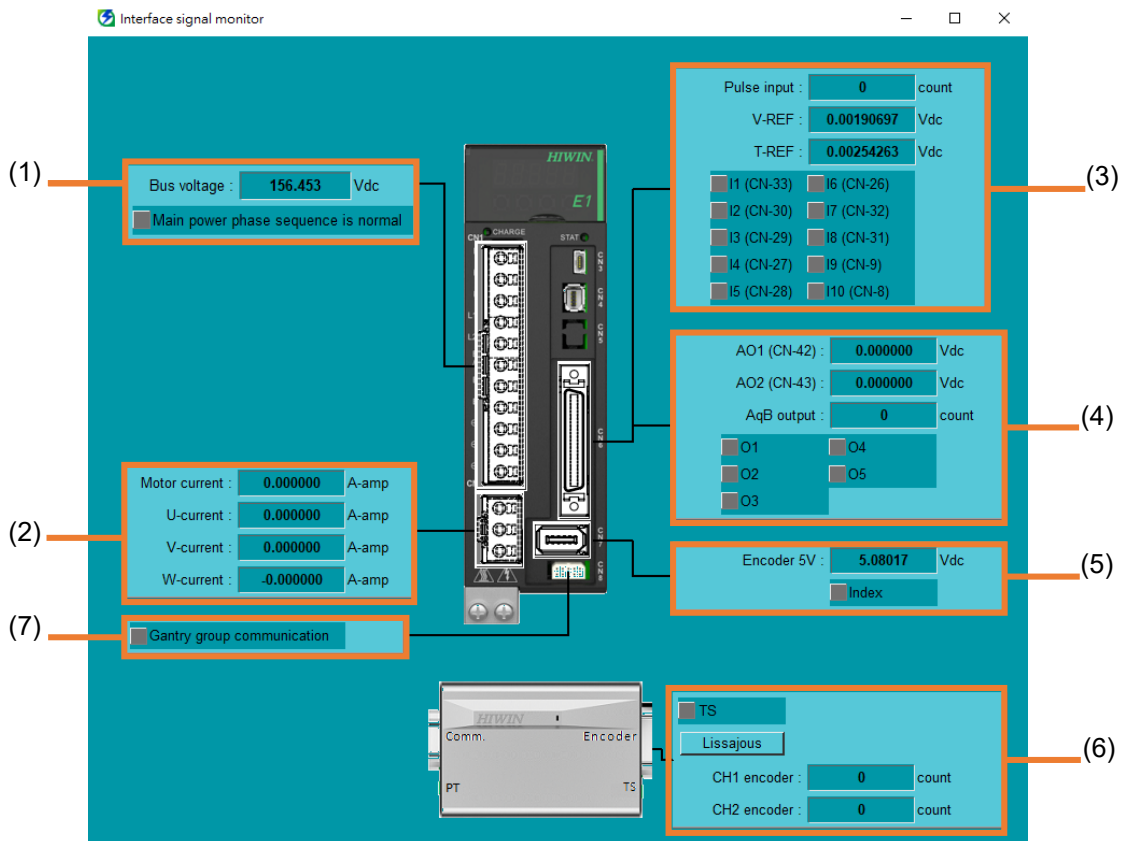 Interface signal monitor
(1)
Bus voltage : 156.453 Vdc
Main power phase sequence is normal
(2)
Motor current : 0.000000 A-amp
U-current : 0.000000 A-amp
V-current : 0.000000 A-amp
W-current : -0.000000 A-amp
(7)
Gantry group communication
HIWIN.
E1
CHARGE
CN1
STAT
CN3
CN4
CN5
CN6
CN7
CN8
(3)
Pulse input : 0 count
V-REF : 0.00190697 Vdc
T-REF : 0.00254263 Vdc
I1 (CN-33) I6 (CN-26)
I2 (CN-30) I7 (CN-32)
I3 (CN-29) I8 (CN-31)
I4 (CN-27) I9 (CN-9)
I5 (CN-28) I10 (CN-8)
(4)
AO1 (CN-42) : 0.000000 Vdc
AO2 (CN-43) : 0.000000 Vdc
AqB output : 0 count
O1 O4
O2 O5
O3
(5)
Encoder 5V : 5.08017 Vdc
Index
HIWIN
Comm. Encoder
PT TS
(6)
TS
Lissajous
CH1 encoder : 0 count
CH2 encoder : 0 count